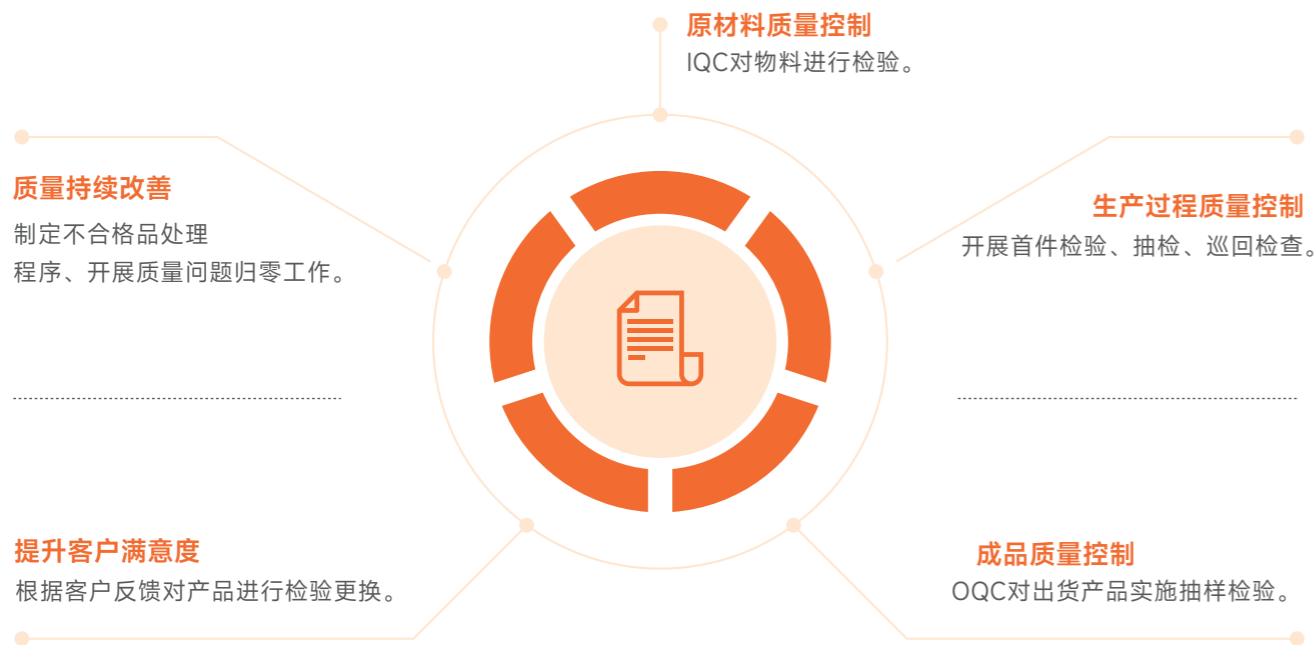 原材料质量控制
IQC对物料进行检验。
质量持续改善
制定不合格品处理
程序、开展质量问题归零工作。
生产过程质量控制
开展首件检验、抽检、巡回检查。
提升客户满意度
根据客户反馈对产品进行检验更换。
成品质量控制
OQC对出货产品实施抽样检验。